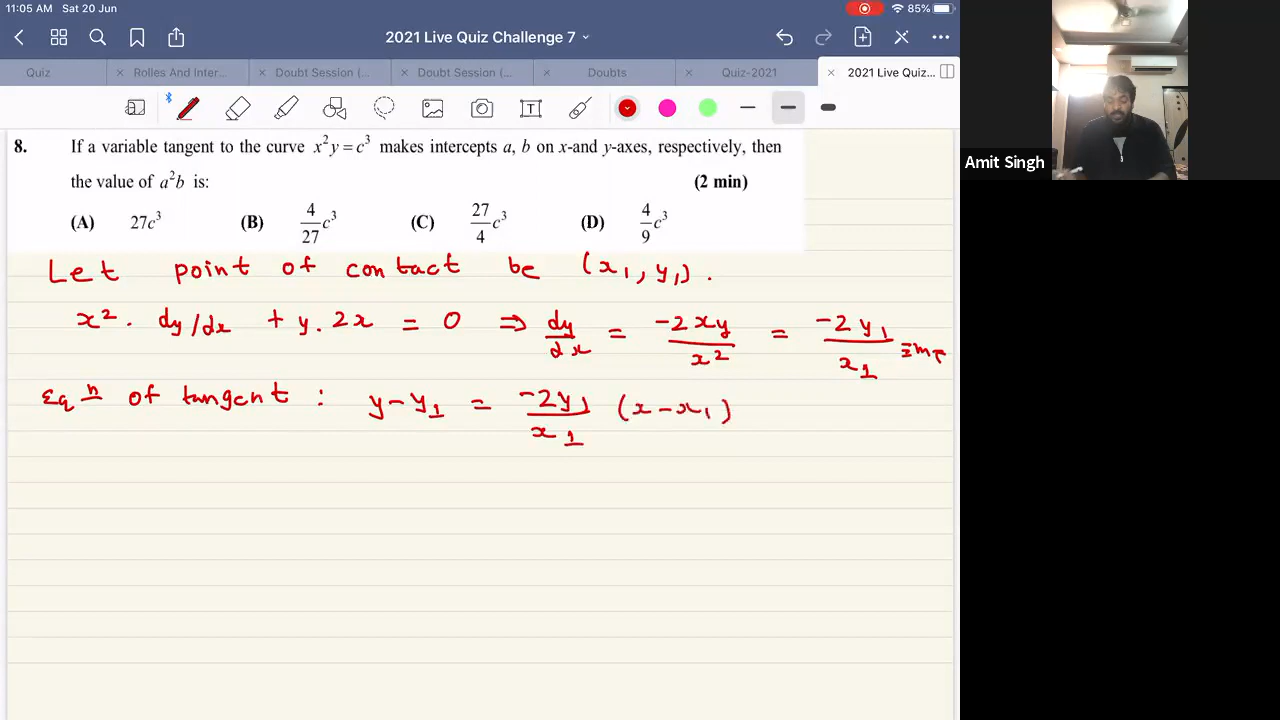 11:05 AM Sat 20 Jun
85%
2021 Live Quiz Challenge 7
Quiz
Rolles And Inter...
Doubt Session (...
Doubt Session (...
Doubts
Quiz-2021
2021 Live Quiz...
T
8. If a variable tangent to the curve x²y = c³ makes intercepts a, b on x-and y-axes, respectively, then
the value of a²b is: (2 min)
(A) 27c³ (B) 4/27 c³ (C) 27/4 c³ (D) 4/9 c³
Let point of contact be (x₁, y₁).
x² · dy/dx + y · 2x = 0 ⇒ dy/dx = -2xy/x² = -2y₁/x₁ ≡ m_T
Eqn of tangent : y - y₁ = -2y₁/x₁ (x - x₁)
Amit Singh